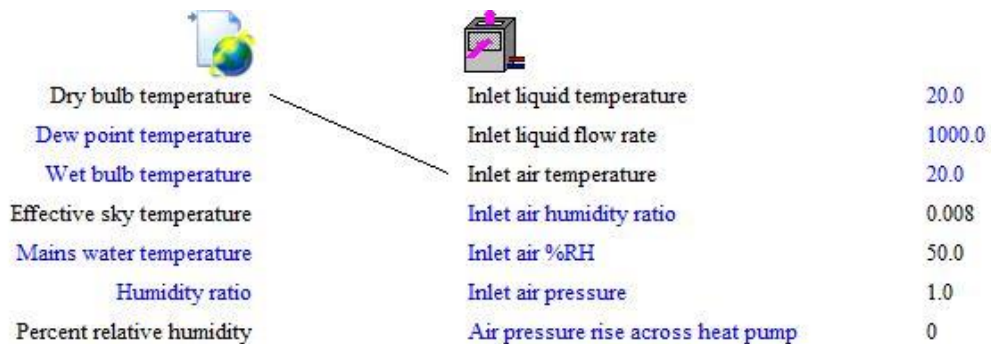 Dry bulb temperature Inlet liquid temperature 20.0
Dew point temperature Inlet liquid flow rate 1000.0
Wet bulb temperature Inlet air temperature 20.0
Effective sky temperature Inlet air humidity ratio 0.008
Mains water temperature Inlet air %RH 50.0
Humidity ratio Inlet air pressure 1.0
Percent relative humidity Air pressure rise across heat pump 0